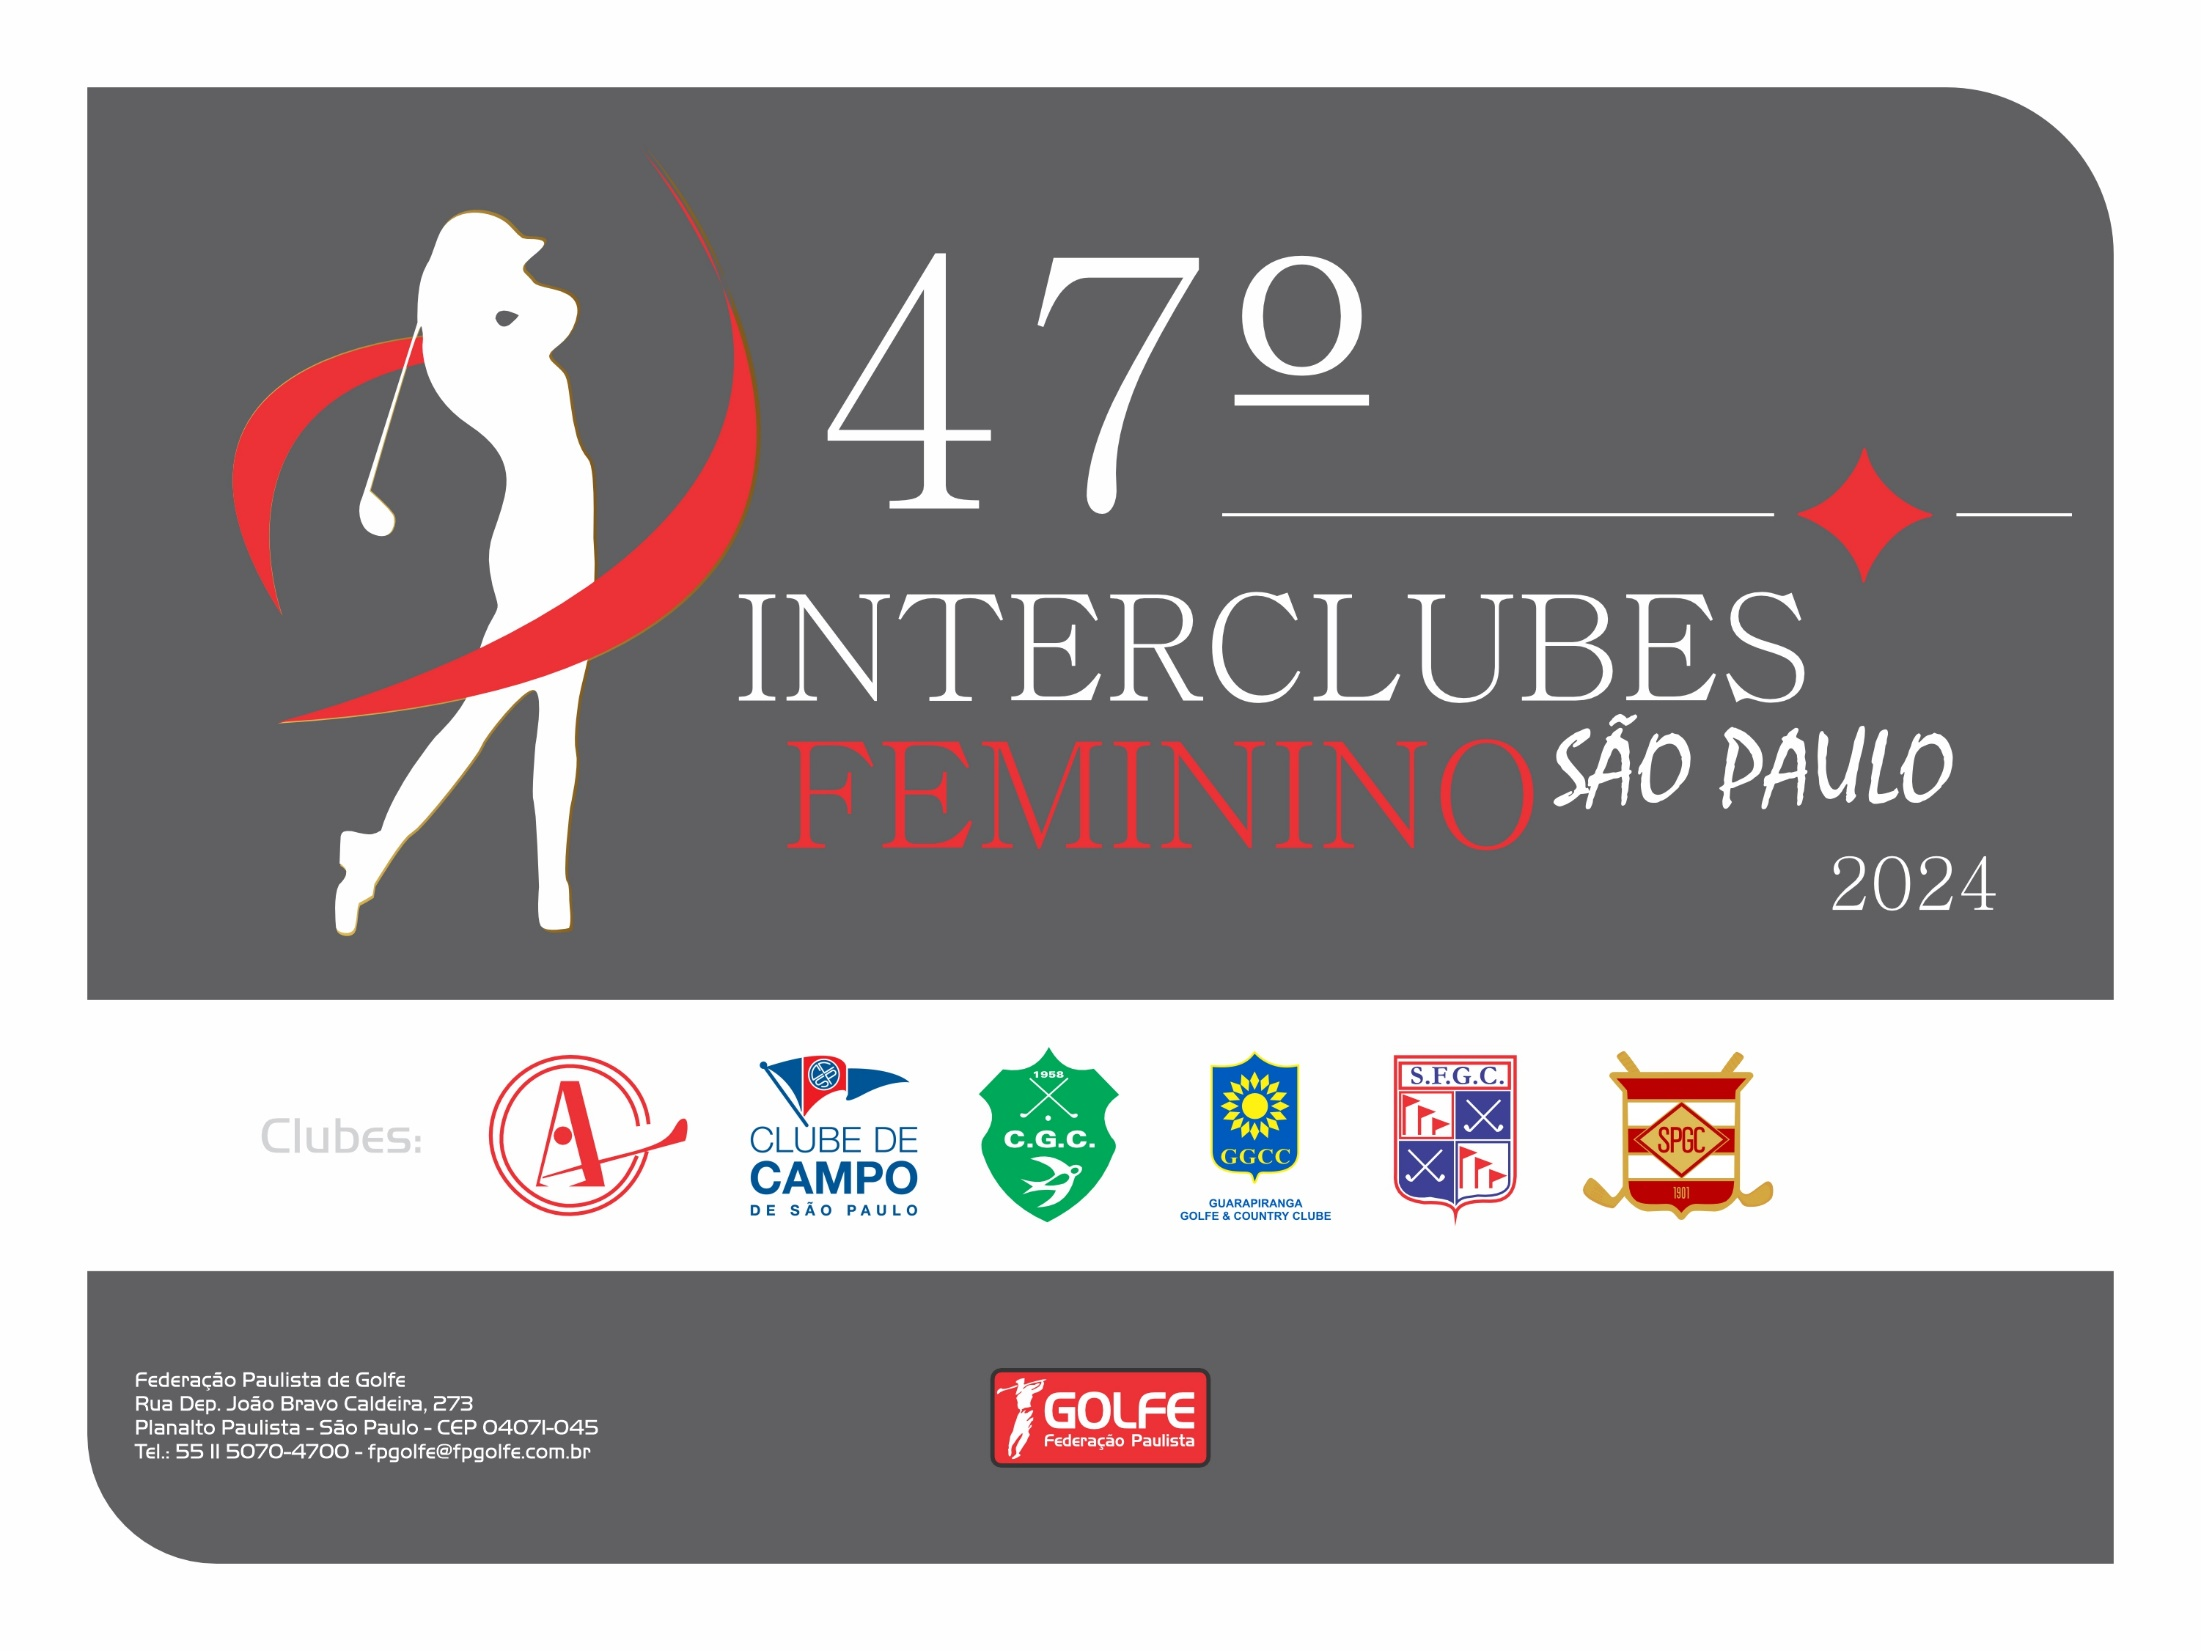 47º
INTERCLUBES
FEMININO
SÃO PAULO
2024
Clubes:
A
CLUBE DE
CAMPO
DE SÃO PAULO
1958
C.G.C.
GGCC
GUARAPIRANGA
GOLFE & COUNTRY CLUBE
S.F.G.C.
SPGC
1901
Federação Paulista de Golfe
Rua Dep. João Bravo Caldeira, 273
Planalto Paulista - São Paulo - CEP 04071-045
Tel.: 55 11 5070-4700 - fpgolfe@fpgolfe.com.br
GOLFE
Federação Paulista